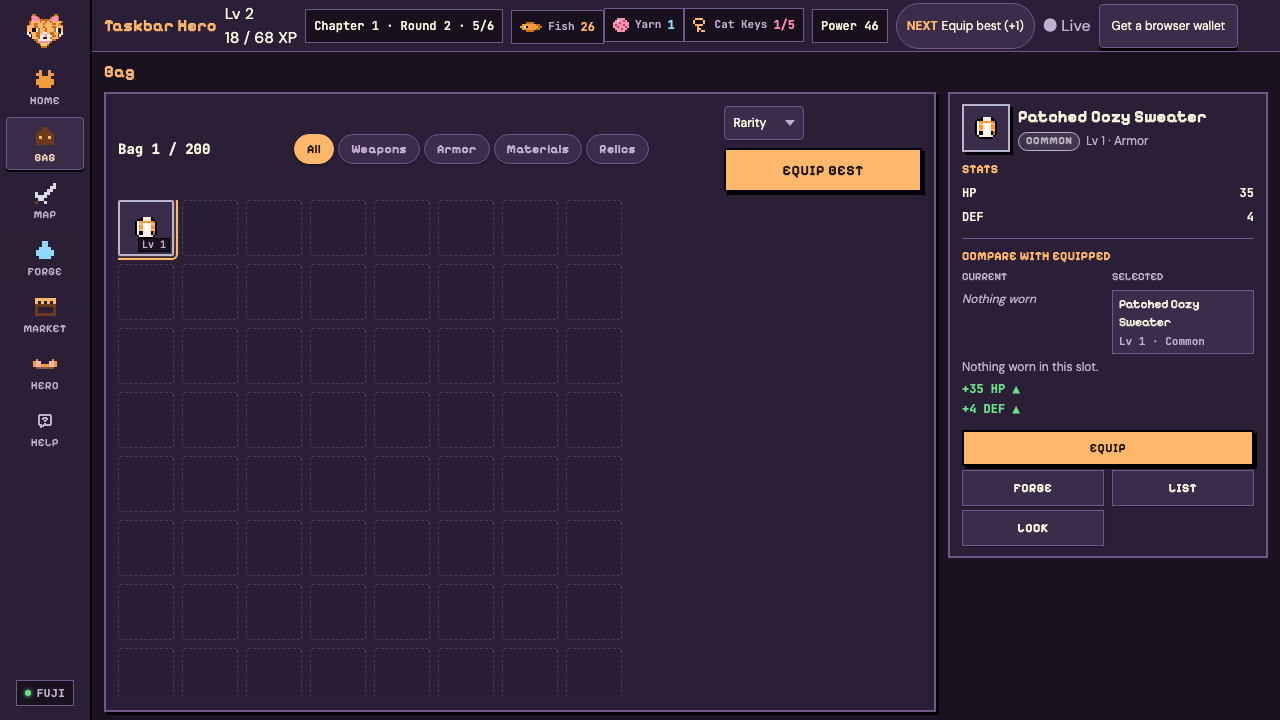 Taskbar Hero
Lv 2
18 / 68 XP
Chapter 1 · Round 2 · 5/6
Fish 26
Yarn 1
Cat Keys 1/5
Power 46
NEXT Equip best (+1)
Live
Get a browser wallet
HOME
BAG
MAP
FORGE
MARKET
HERO
HELP
FUJI
Bag
Bag 1 / 200
All
Weapons
Armor
Materials
Relics
Rarity
EQUIP BEST
Lv 1
Patched Cozy Sweater
COMMON
Lv 1 · Armor
STATS
HP 35
DEF 4
COMPARE WITH EQUIPPED
CURRENT
SELECTED
Nothing worn
Patched Cozy
Sweater
Lv 1 · Common
Nothing worn in this slot.
+35 HP ▲
+4 DEF ▲
EQUIP
FORGE
LIST
LOOK